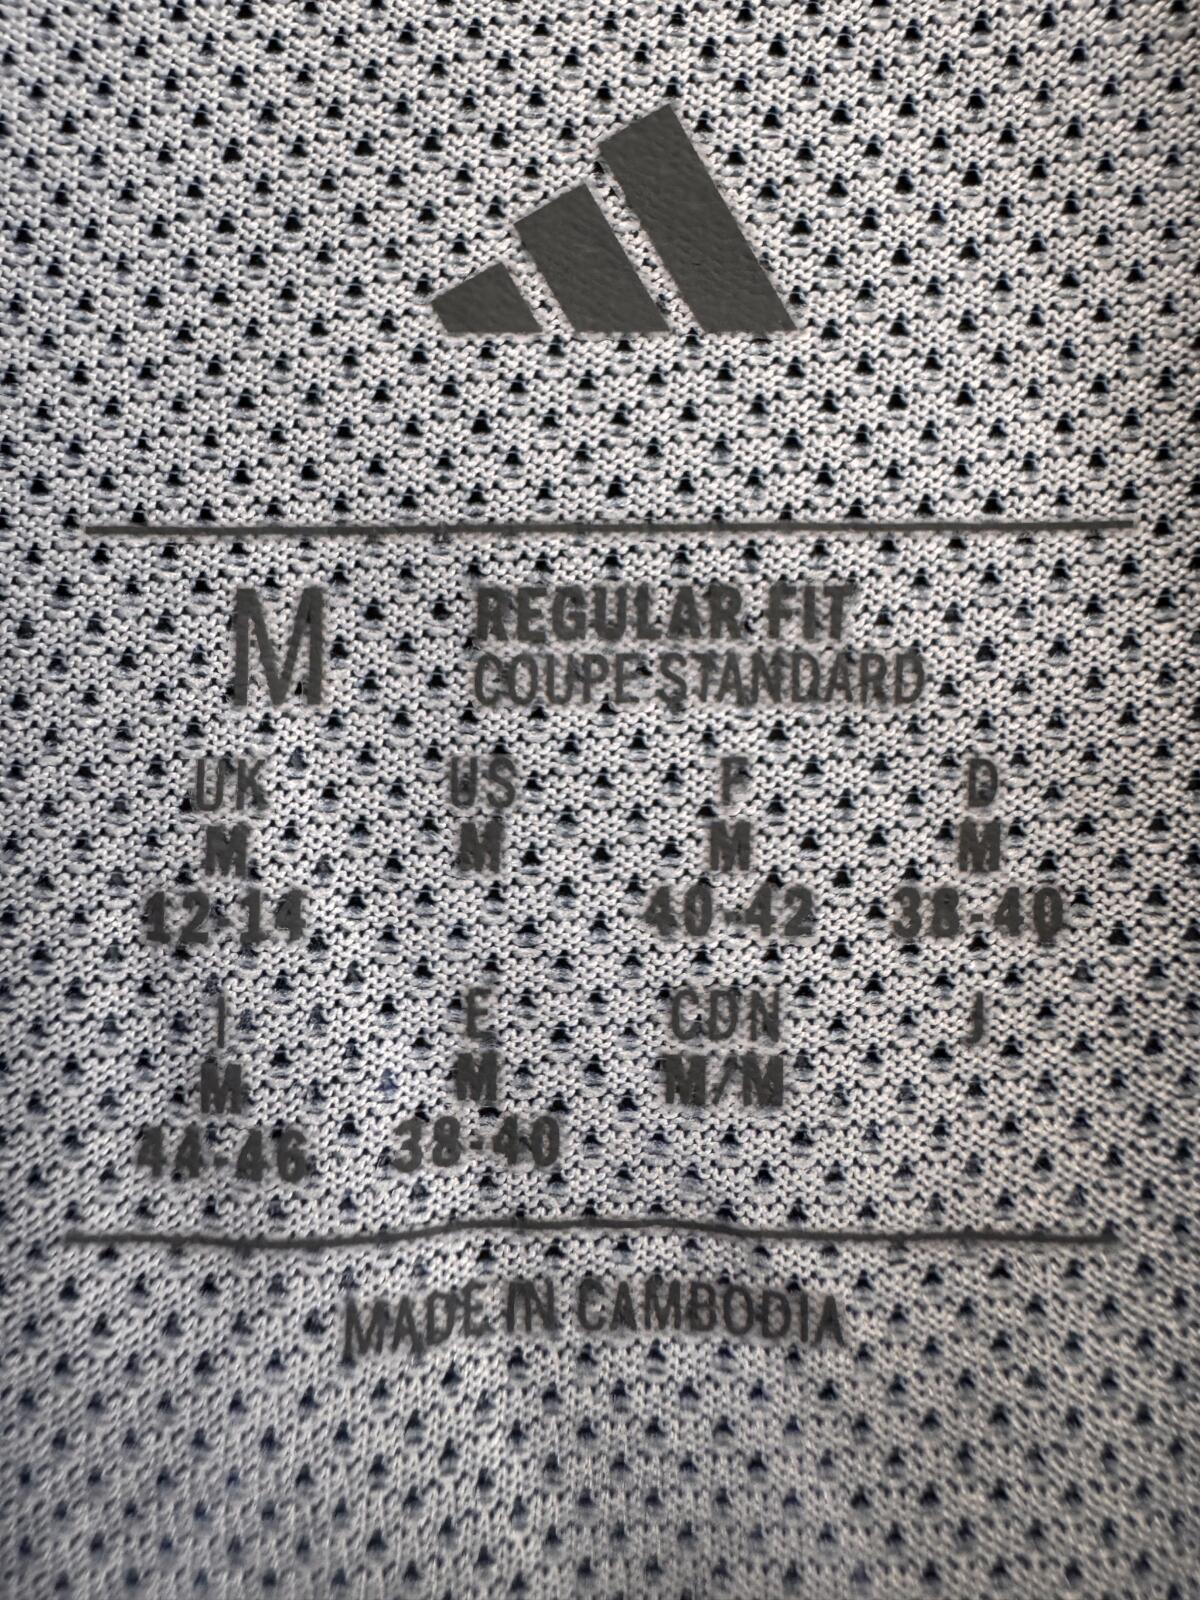 M REGULAR FIT
COUPE STANDARD
UK US F D
M M M M
12-14 40-42 38-40
I E CDN J
M M M/M
44-46 38-40
MADE IN CAMBODIA